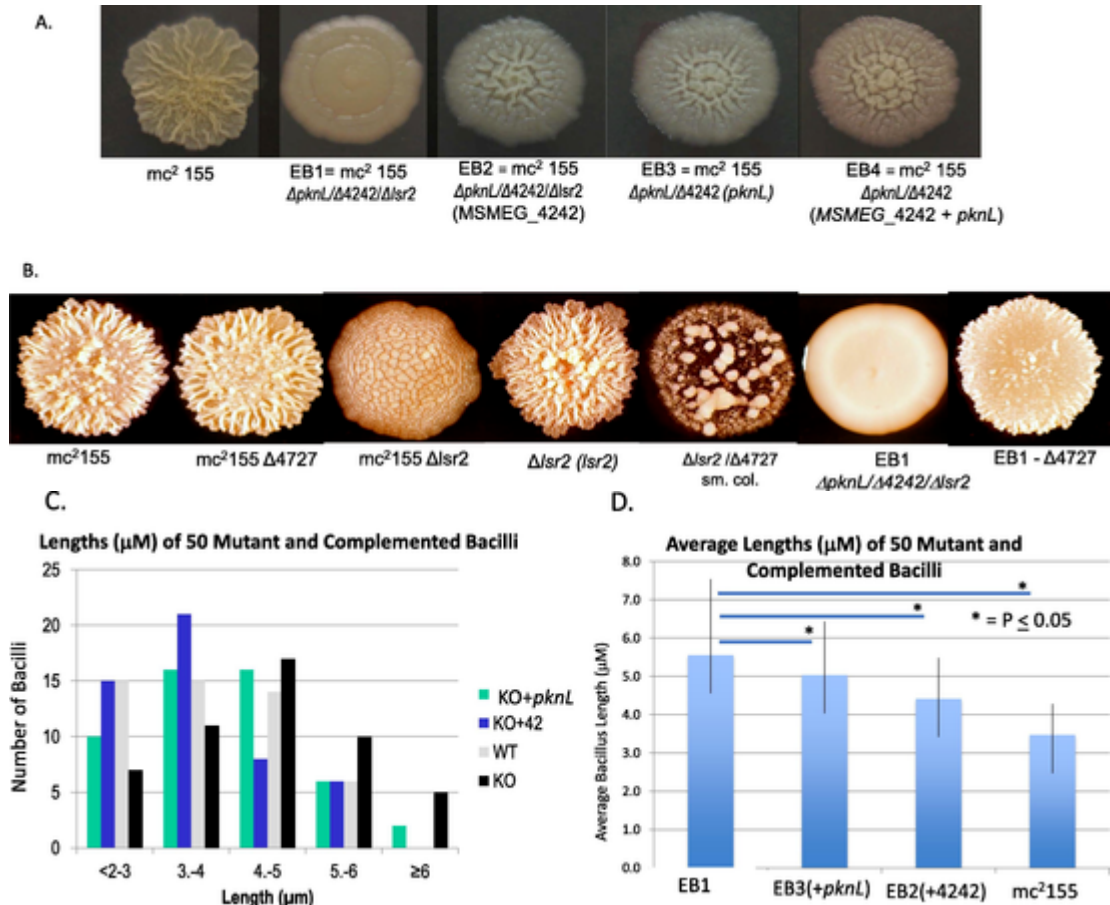 A.
mc² 155
EB1= mc² 155
ΔpknL/Δ4242/Δlsr2
EB2 = mc² 155
ΔpknL/Δ4242/Δlsr2
(MSMEG_4242)
EB3 = mc² 155
ΔpknL/Δ4242 (pknL)
EB4 = mc² 155
ΔpknL/Δ4242
(MSMEG_4242 + pknL)
B.
mc²155
mc²155 Δ4727
mc²155 Δlsr2
Δlsr2 (lsr2)
Δlsr2 /Δ4727
sm. col.
EB1
ΔpknL/Δ4242/Δlsr2
EB1 - Δ4727
C.
Lengths (µM) of 50 Mutant and Complemented Bacilli
25
20
15
10
5
0
Number of Bacilli
<2-3
3.-4
4.-5
5.-6
≥6
Length (µm)
KO+pknL
KO+42
WT
KO
D.
Average Lengths (µM) of 50 Mutant and
Complemented Bacilli
8.0
7.0
6.0
5.0
4.0
3.0
2.0
1.0
0.0
Average Bacillus Length (µM)
*
*
*
* = P ≤ 0.05
EB1
EB3(+pknL)
EB2(+4242)
mc²155